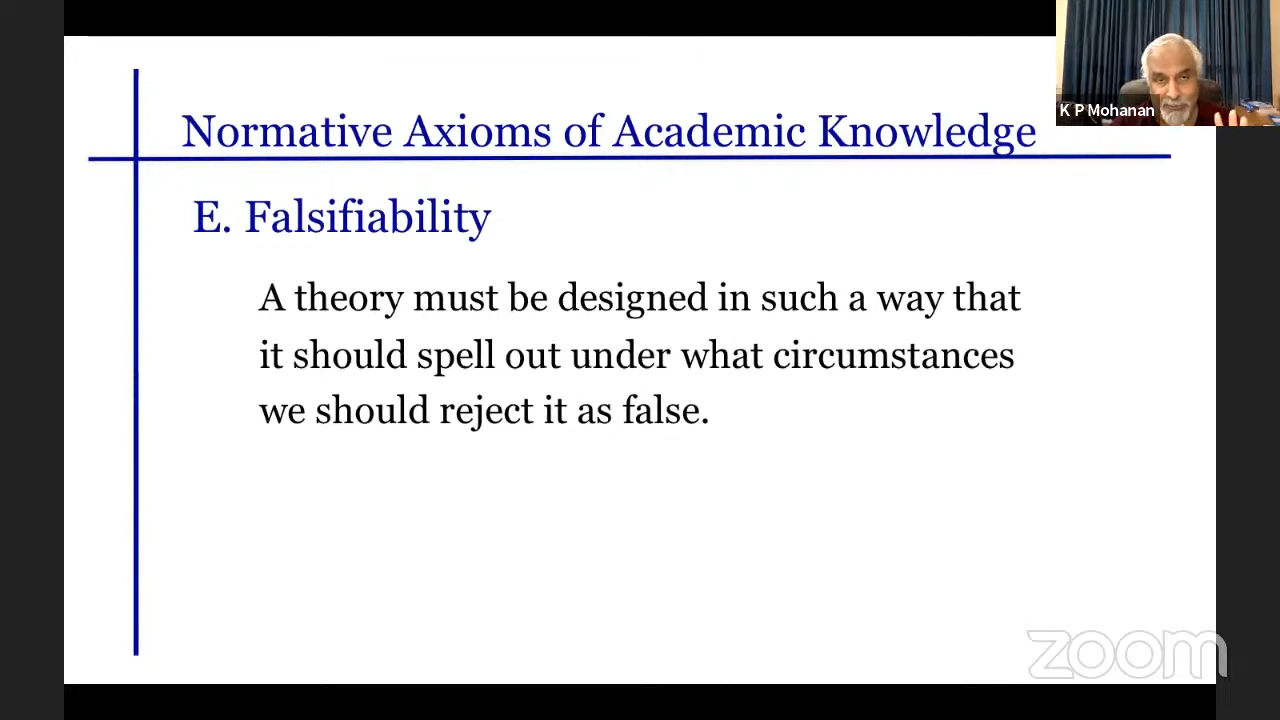 K P Mohanan
Normative Axioms of Academic Knowledge
E. Falsifiability
A theory must be designed in such a way that
it should spell out under what circumstances
we should reject it as false.
zoom